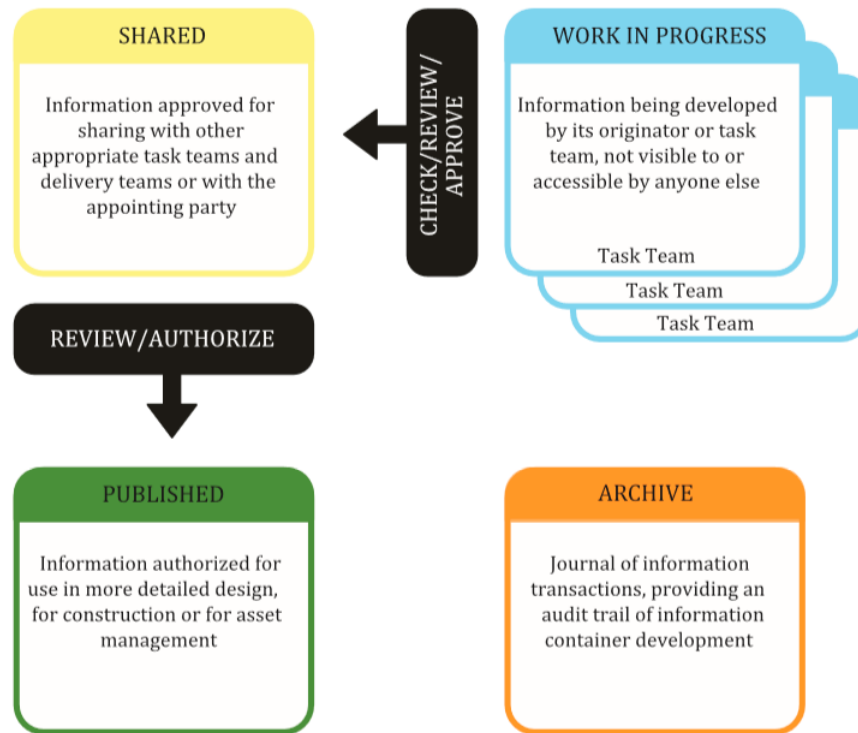 SHARED
Information approved for
sharing with other
appropriate task teams and
delivery teams or with the
appointing party
CHECK/REVIEW/
APPROVE
WORK IN PROGRESS
Information being developed
by its originator or task
team, not visible to or
accessible by anyone else
Task Team
Task Team
Task Team
REVIEW/AUTHORIZE
PUBLISHED
Information authorized for
use in more detailed design,
for construction or for asset
management
ARCHIVE
Journal of information
transactions, providing an
audit trail of information
container development